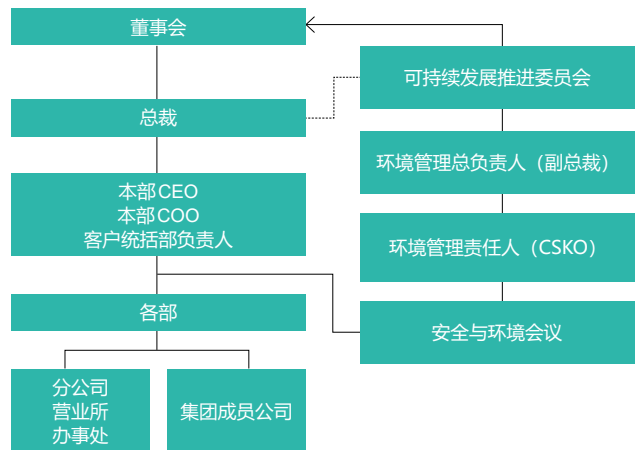 董事会
总裁
本部CEO
本部COO
客户统括部负责人
各部
分公司
营业所
办事处
集团成员公司
可持续发展推进委员会
环境管理总负责人（副总裁）
环境管理责任人（CSKO）
安全与环境会议